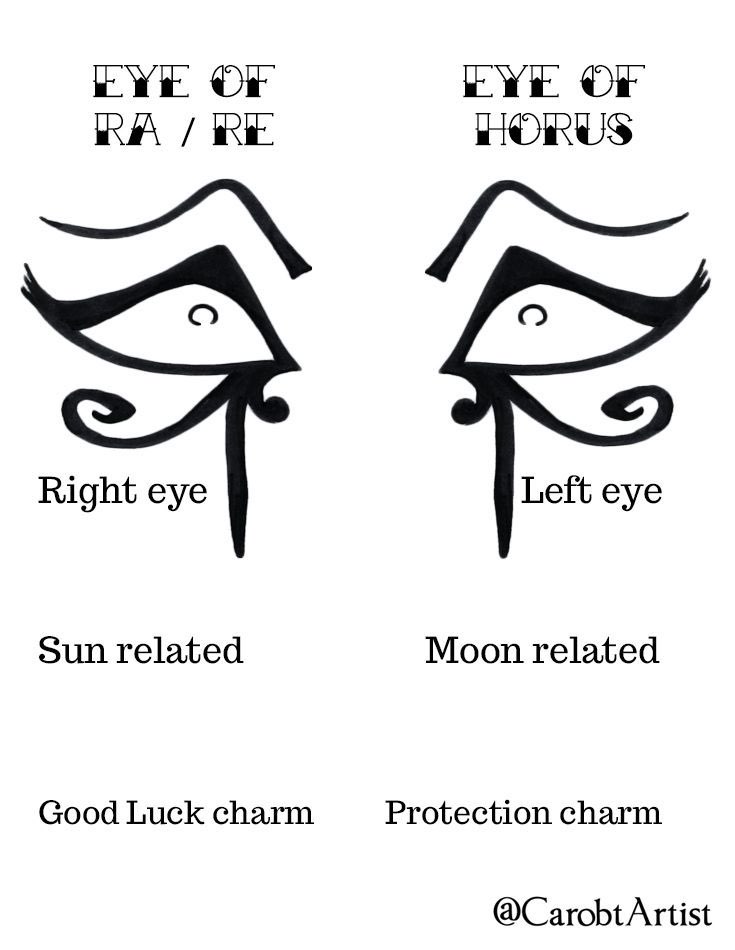 EYE OF
RA / RE
EYE OF
HORUS
Right eye
Left eye
Sun related
Moon related
Good Luck charm
Protection charm
@CarobtArtist